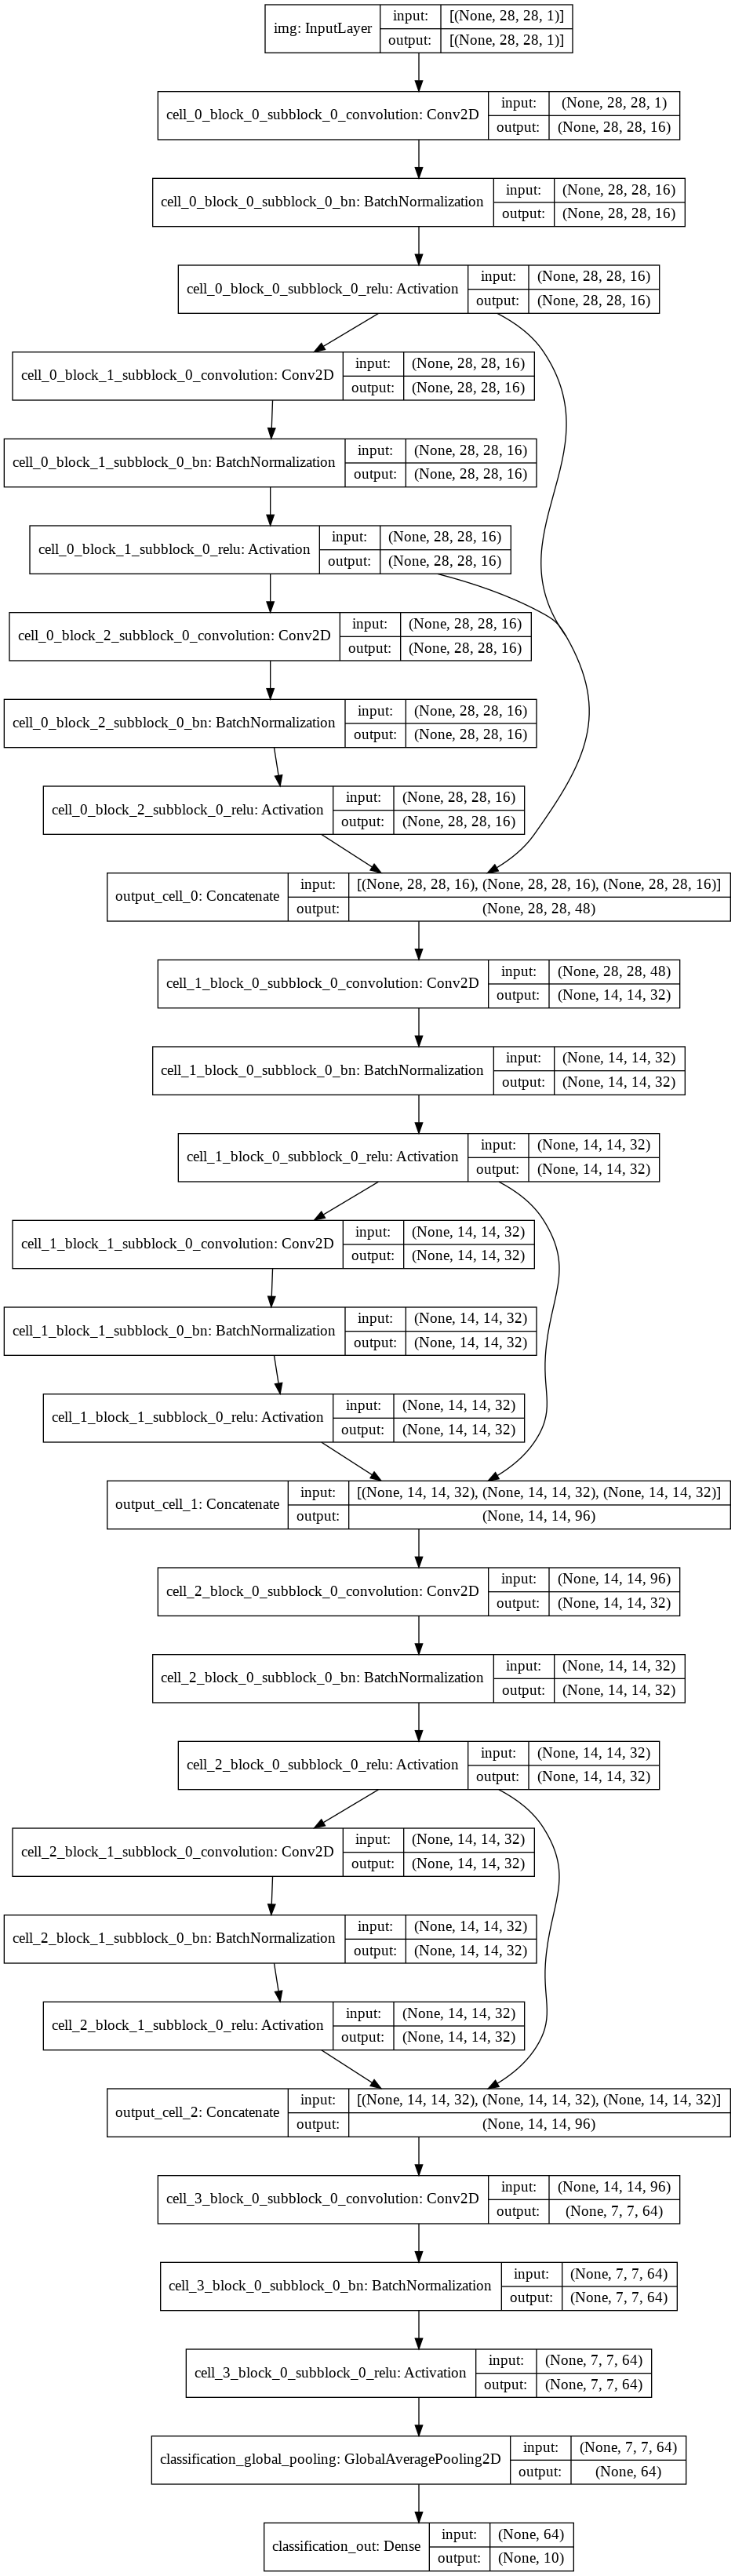 img: InputLayer
input: [(None, 28, 28, 1)]
output: [(None, 28, 28, 1)]
cell_0_block_0_subblock_0_convolution: Conv2D
input: (None, 28, 28, 1)
output: (None, 28, 28, 16)
cell_0_block_0_subblock_0_bn: BatchNormalization
input: (None, 28, 28, 16)
output: (None, 28, 28, 16)
cell_0_block_0_subblock_0_relu: Activation
input: (None, 28, 28, 16)
output: (None, 28, 28, 16)
cell_0_block_1_subblock_0_convolution: Conv2D
input: (None, 28, 28, 16)
output: (None, 28, 28, 16)
cell_0_block_1_subblock_0_bn: BatchNormalization
input: (None, 28, 28, 16)
output: (None, 28, 28, 16)
cell_0_block_1_subblock_0_relu: Activation
input: (None, 28, 28, 16)
output: (None, 28, 28, 16)
cell_0_block_2_subblock_0_convolution: Conv2D
input: (None, 28, 28, 16)
output: (None, 28, 28, 16)
cell_0_block_2_subblock_0_bn: BatchNormalization
input: (None, 28, 28, 16)
output: (None, 28, 28, 16)
cell_0_block_2_subblock_0_relu: Activation
input: (None, 28, 28, 16)
output: (None, 28, 28, 16)
output_cell_0: Concatenate
input: [(None, 28, 28, 16), (None, 28, 28, 16), (None, 28, 28, 16)]
output: (None, 28, 28, 48)
cell_1_block_0_subblock_0_convolution: Conv2D
input: (None, 28, 28, 48)
output: (None, 14, 14, 32)
cell_1_block_0_subblock_0_bn: BatchNormalization
input: (None, 14, 14, 32)
output: (None, 14, 14, 32)
cell_1_block_0_subblock_0_relu: Activation
input: (None, 14, 14, 32)
output: (None, 14, 14, 32)
cell_1_block_1_subblock_0_convolution: Conv2D
input: (None, 14, 14, 32)
output: (None, 14, 14, 32)
cell_1_block_1_subblock_0_bn: BatchNormalization
input: (None, 14, 14, 32)
output: (None, 14, 14, 32)
cell_1_block_1_subblock_0_relu: Activation
input: (None, 14, 14, 32)
output: (None, 14, 14, 32)
output_cell_1: Concatenate
input: [(None, 14, 14, 32), (None, 14, 14, 32), (None, 14, 14, 32)]
output: (None, 14, 14, 96)
cell_2_block_0_subblock_0_convolution: Conv2D
input: (None, 14, 14, 96)
output: (None, 14, 14, 32)
cell_2_block_0_subblock_0_bn: BatchNormalization
input: (None, 14, 14, 32)
output: (None, 14, 14, 32)
cell_2_block_0_subblock_0_relu: Activation
input: (None, 14, 14, 32)
output: (None, 14, 14, 32)
cell_2_block_1_subblock_0_convolution: Conv2D
input: (None, 14, 14, 32)
output: (None, 14, 14, 32)
cell_2_block_1_subblock_0_bn: BatchNormalization
input: (None, 14, 14, 32)
output: (None, 14, 14, 32)
cell_2_block_1_subblock_0_relu: Activation
input: (None, 14, 14, 32)
output: (None, 14, 14, 32)
output_cell_2: Concatenate
input: [(None, 14, 14, 32), (None, 14, 14, 32), (None, 14, 14, 32)]
output: (None, 14, 14, 96)
cell_3_block_0_subblock_0_convolution: Conv2D
input: (None, 14, 14, 96)
output: (None, 7, 7, 64)
cell_3_block_0_subblock_0_bn: BatchNormalization
input: (None, 7, 7, 64)
output: (None, 7, 7, 64)
cell_3_block_0_subblock_0_relu: Activation
input: (None, 7, 7, 64)
output: (None, 7, 7, 64)
classification_global_pooling: GlobalAveragePooling2D
input: (None, 7, 7, 64)
output: (None, 64)
classification_out: Dense
input: (None, 64)
output: (None, 10)